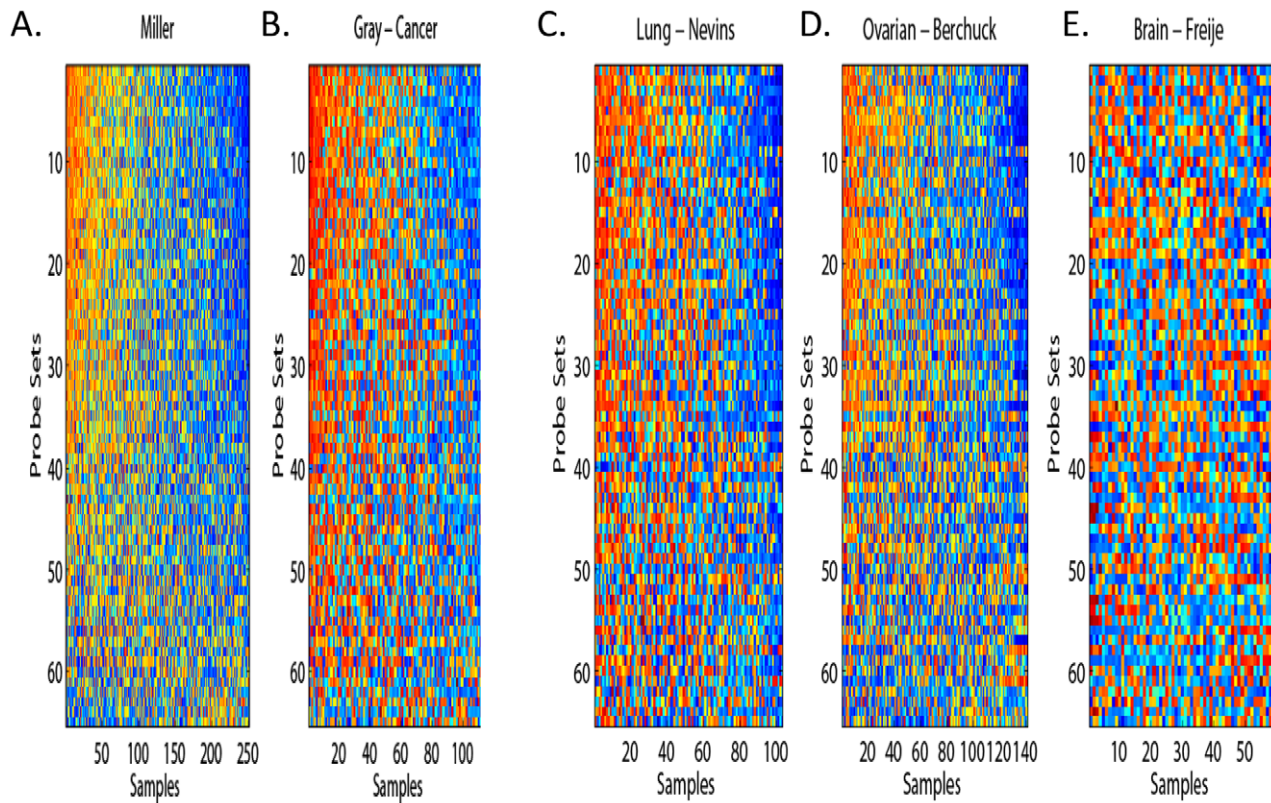 A. Miller
B. Gray – Cancer
C. Lung – Nevins
D. Ovarian – Berchuck
E. Brain – Freije
Probe Sets
10
20
30
40
50
60
50 100 150 200 250
Samples
Probe Sets
10
20
30
40
50
60
20 40 60 80 100
Samples
Probe Sets
10
20
30
40
50
60
20 40 60 80 100
Samples
Probe Sets
10
20
30
40
50
60
20 40 60 80 100 120 140
Samples
Probe Sets
10
20
30
40
50
60
10 20 30 40 50
Samples